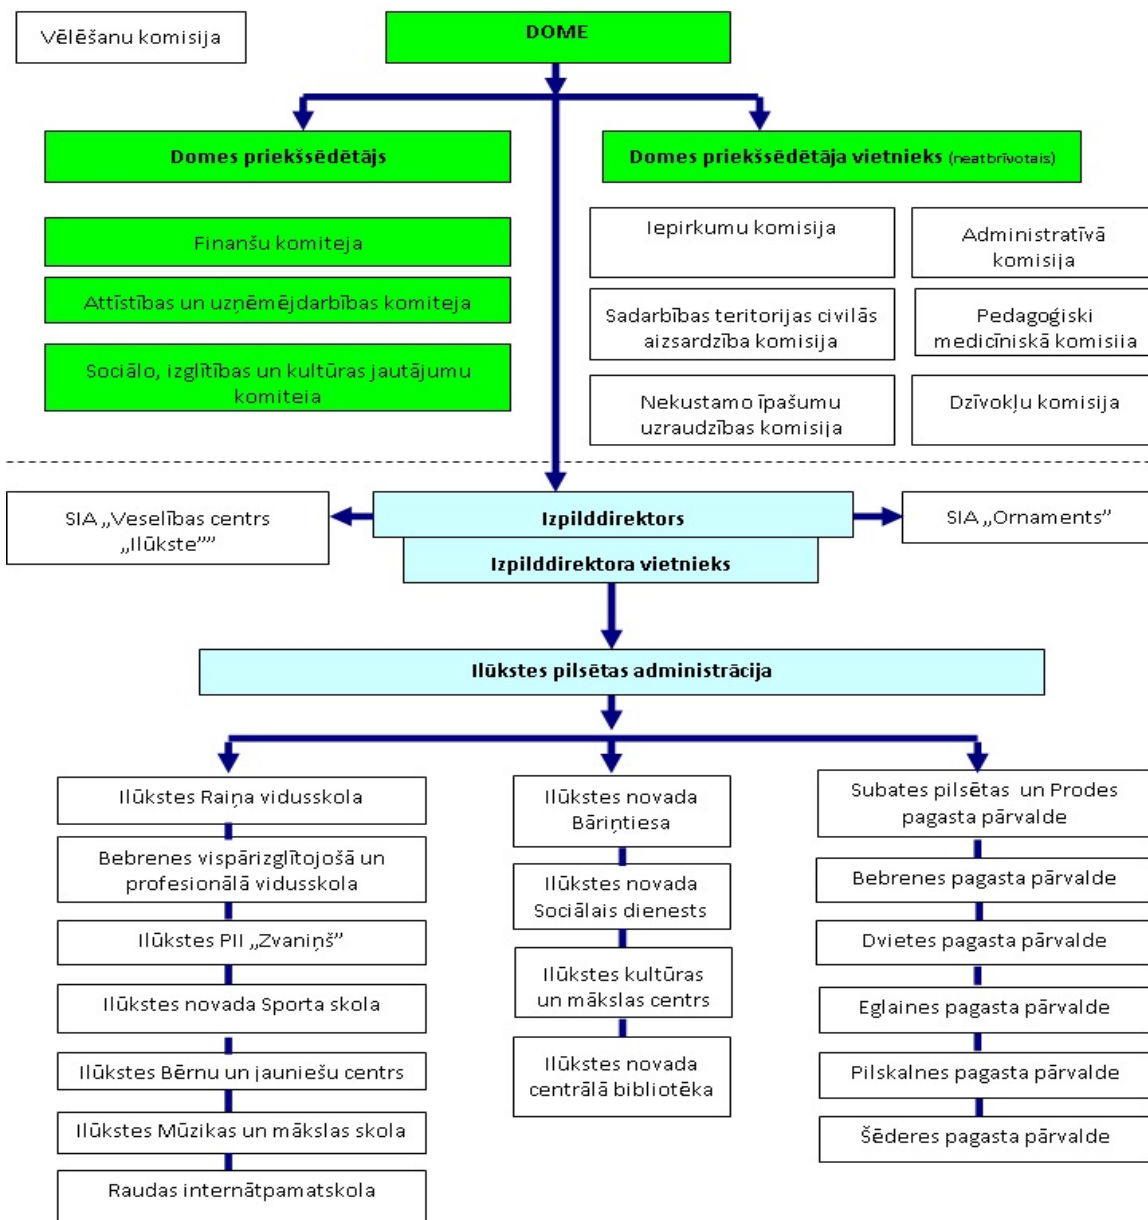 Vēlēšanu komisija
DOME
Domes priekšsēdētājs
Domes priekšsēdētāja vietnieks (neatbrīvotais)
Finanšu komiteja
Attīstības un uzņēmējdarbības komiteja
Sociālo, izglītības un kultūras jautājumu
komiteia
Iepirkumu komisija
Administratīvā
komisija
Sadarbības teritorijas civilās
aizsardzība komisija
Pedagoģiski
medicīniskā komisiia
Nekustamo īpašumu
uzraudzības komisija
Dzīvokļu komisija
SIA „Veselības centrs
„Ilūkste””
Izpilddirektors
SIA „Ornaments”
Izpilddirektora vietnieks
Ilūkstes pilsētas administrācija
Ilūkstes Raiņa vidusskola
Bebrenes vispārizglītojošā un
profesionālā vidusskola
Ilūkstes PII „Zvaniņš”
Ilūkstes novada Sporta skola
Ilūkstes Bērnu un jauniešu centrs
Ilūkstes Mūzikas un mākslas skola
Raudas internātpamatskola
Ilūkstes novada
Bāriņtiesa
Ilūkstes novada
Sociālais dienests
Ilūkstes kultūras
un mākslas centrs
Ilūkstes novada
centrālā bibliotēka
Subates pilsētas un Prodes
pagasta pārvalde
Bebrenes pagasta pārvalde
Dvietes pagasta pārvalde
Eglaines pagasta pārvalde
Pilskalnes pagasta pārvalde
Šēderes pagasta pārvalde